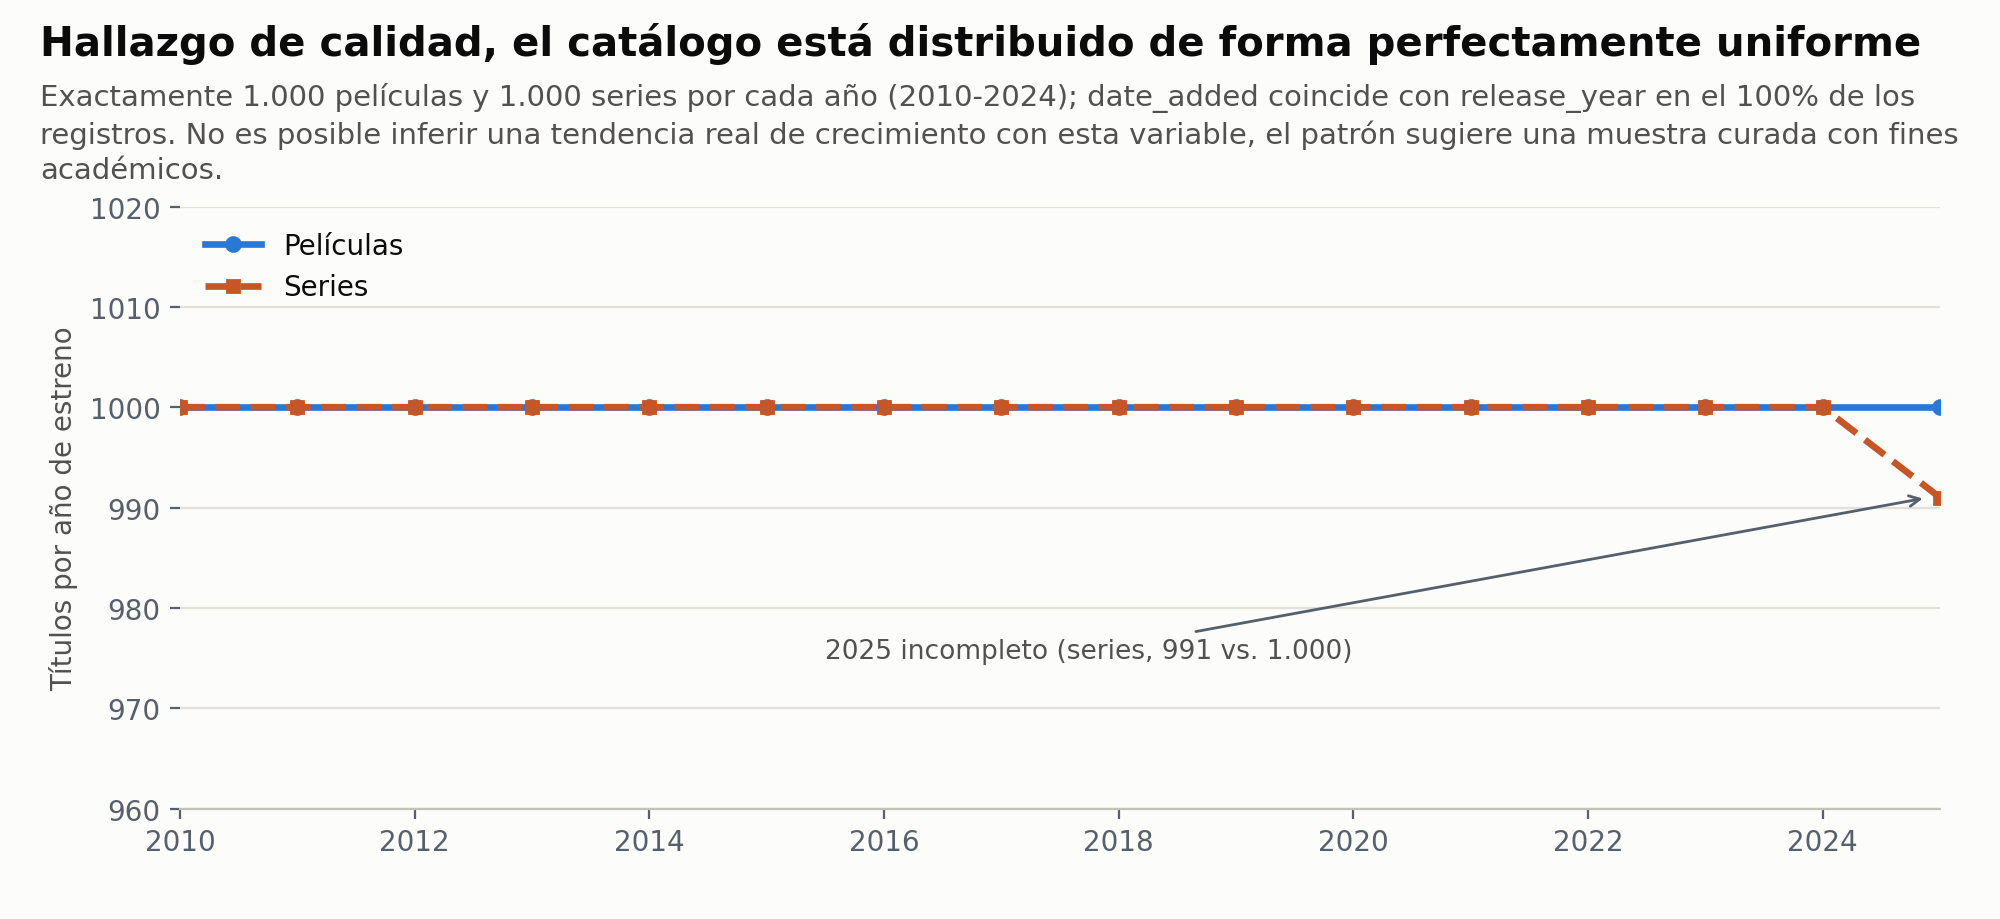 Hallazgo de calidad, el catálogo está distribuido de forma perfectamente uniforme
Exactamente 1.000 películas y 1.000 series por cada año (2010-2024); date_added coincide con release_year en el 100% de los
registros. No es posible inferir una tendencia real de crecimiento con esta variable, el patrón sugiere una muestra curada con fines
académicos.
Películas
Series
Títulos por año de estreno
1020
1010
1000
990
980
970
960
2025 incompleto (series, 991 vs. 1.000)
2010 2012 2014 2016 2018 2020 2022 2024